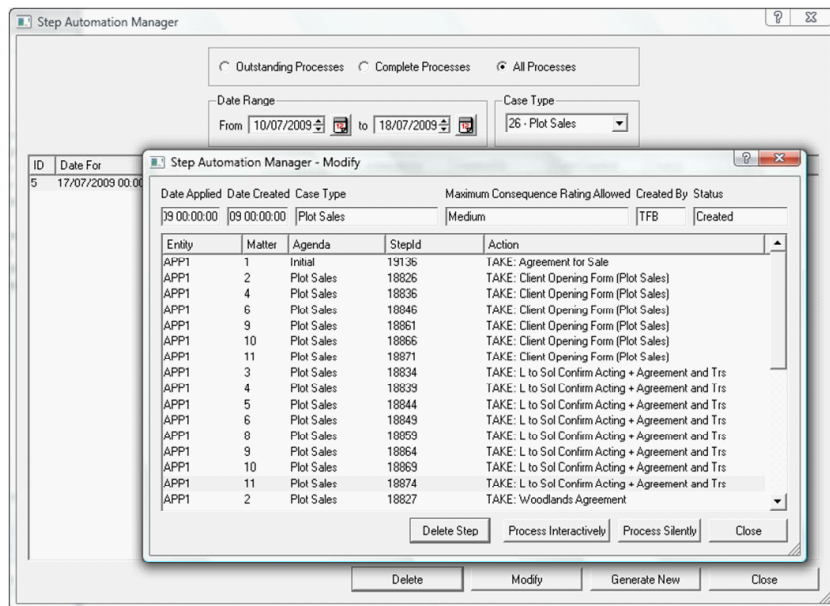 Step Automation Manager
Outstanding Processes Complete Processes All Processes
Date Range
Case Type
From 10/07/2009 to 18/07/2009
26 - Plot Sales
ID Date For
5 17/07/2009 00:00
Step Automation Manager - Modify
Date Applied Date Created Case Type Maximum Consequence Rating Allowed Created By Status
09 00:00:00 09 00:00:00 Plot Sales Medium TFB Created
Entity Matter Agenda StepId Action
APP1 1 Initial 19136 TAKE: Agreement for Sale
APP1 2 Plot Sales 18826 TAKE: Client Opening Form (Plot Sales)
APP1 4 Plot Sales 18836 TAKE: Client Opening Form (Plot Sales)
APP1 6 Plot Sales 18846 TAKE: Client Opening Form (Plot Sales)
APP1 9 Plot Sales 18861 TAKE: Client Opening Form (Plot Sales)
APP1 10 Plot Sales 18866 TAKE: Client Opening Form (Plot Sales)
APP1 11 Plot Sales 18871 TAKE: Client Opening Form (Plot Sales)
APP1 3 Plot Sales 18834 TAKE: L to Sol Confirm Acting + Agreement and Trs
APP1 4 Plot Sales 18839 TAKE: L to Sol Confirm Acting + Agreement and Trs
APP1 5 Plot Sales 18844 TAKE: L to Sol Confirm Acting + Agreement and Trs
APP1 6 Plot Sales 18849 TAKE: L to Sol Confirm Acting + Agreement and Trs
APP1 8 Plot Sales 18859 TAKE: L to Sol Confirm Acting + Agreement and Trs
APP1 9 Plot Sales 18864 TAKE: L to Sol Confirm Acting + Agreement and Trs
APP1 10 Plot Sales 18869 TAKE: L to Sol Confirm Acting + Agreement and Trs
APP1 11 Plot Sales 18874 TAKE: L to Sol Confirm Acting + Agreement and Trs
APP1 2 Plot Sales 18827 TAKE: Woodlands Agreement
Delete Step Process Interactively Process Silently Close
Delete Modify Generate New Close